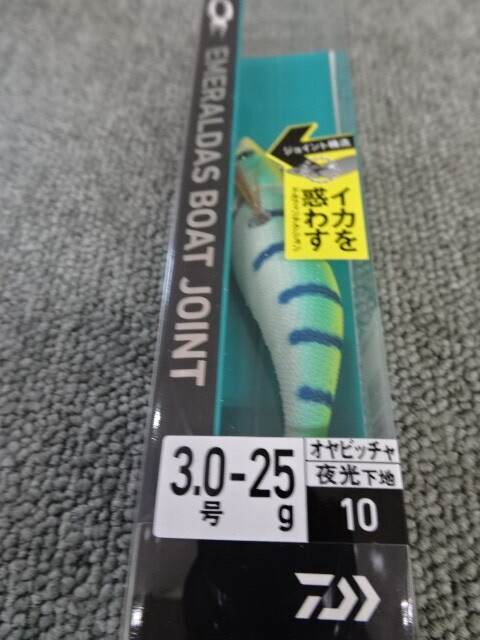 EMERALDAS BOAT JOINT
ジョイント構造
イカを
惑わす
3.0-25
号 g
オヤビッチャ
夜光下地
10